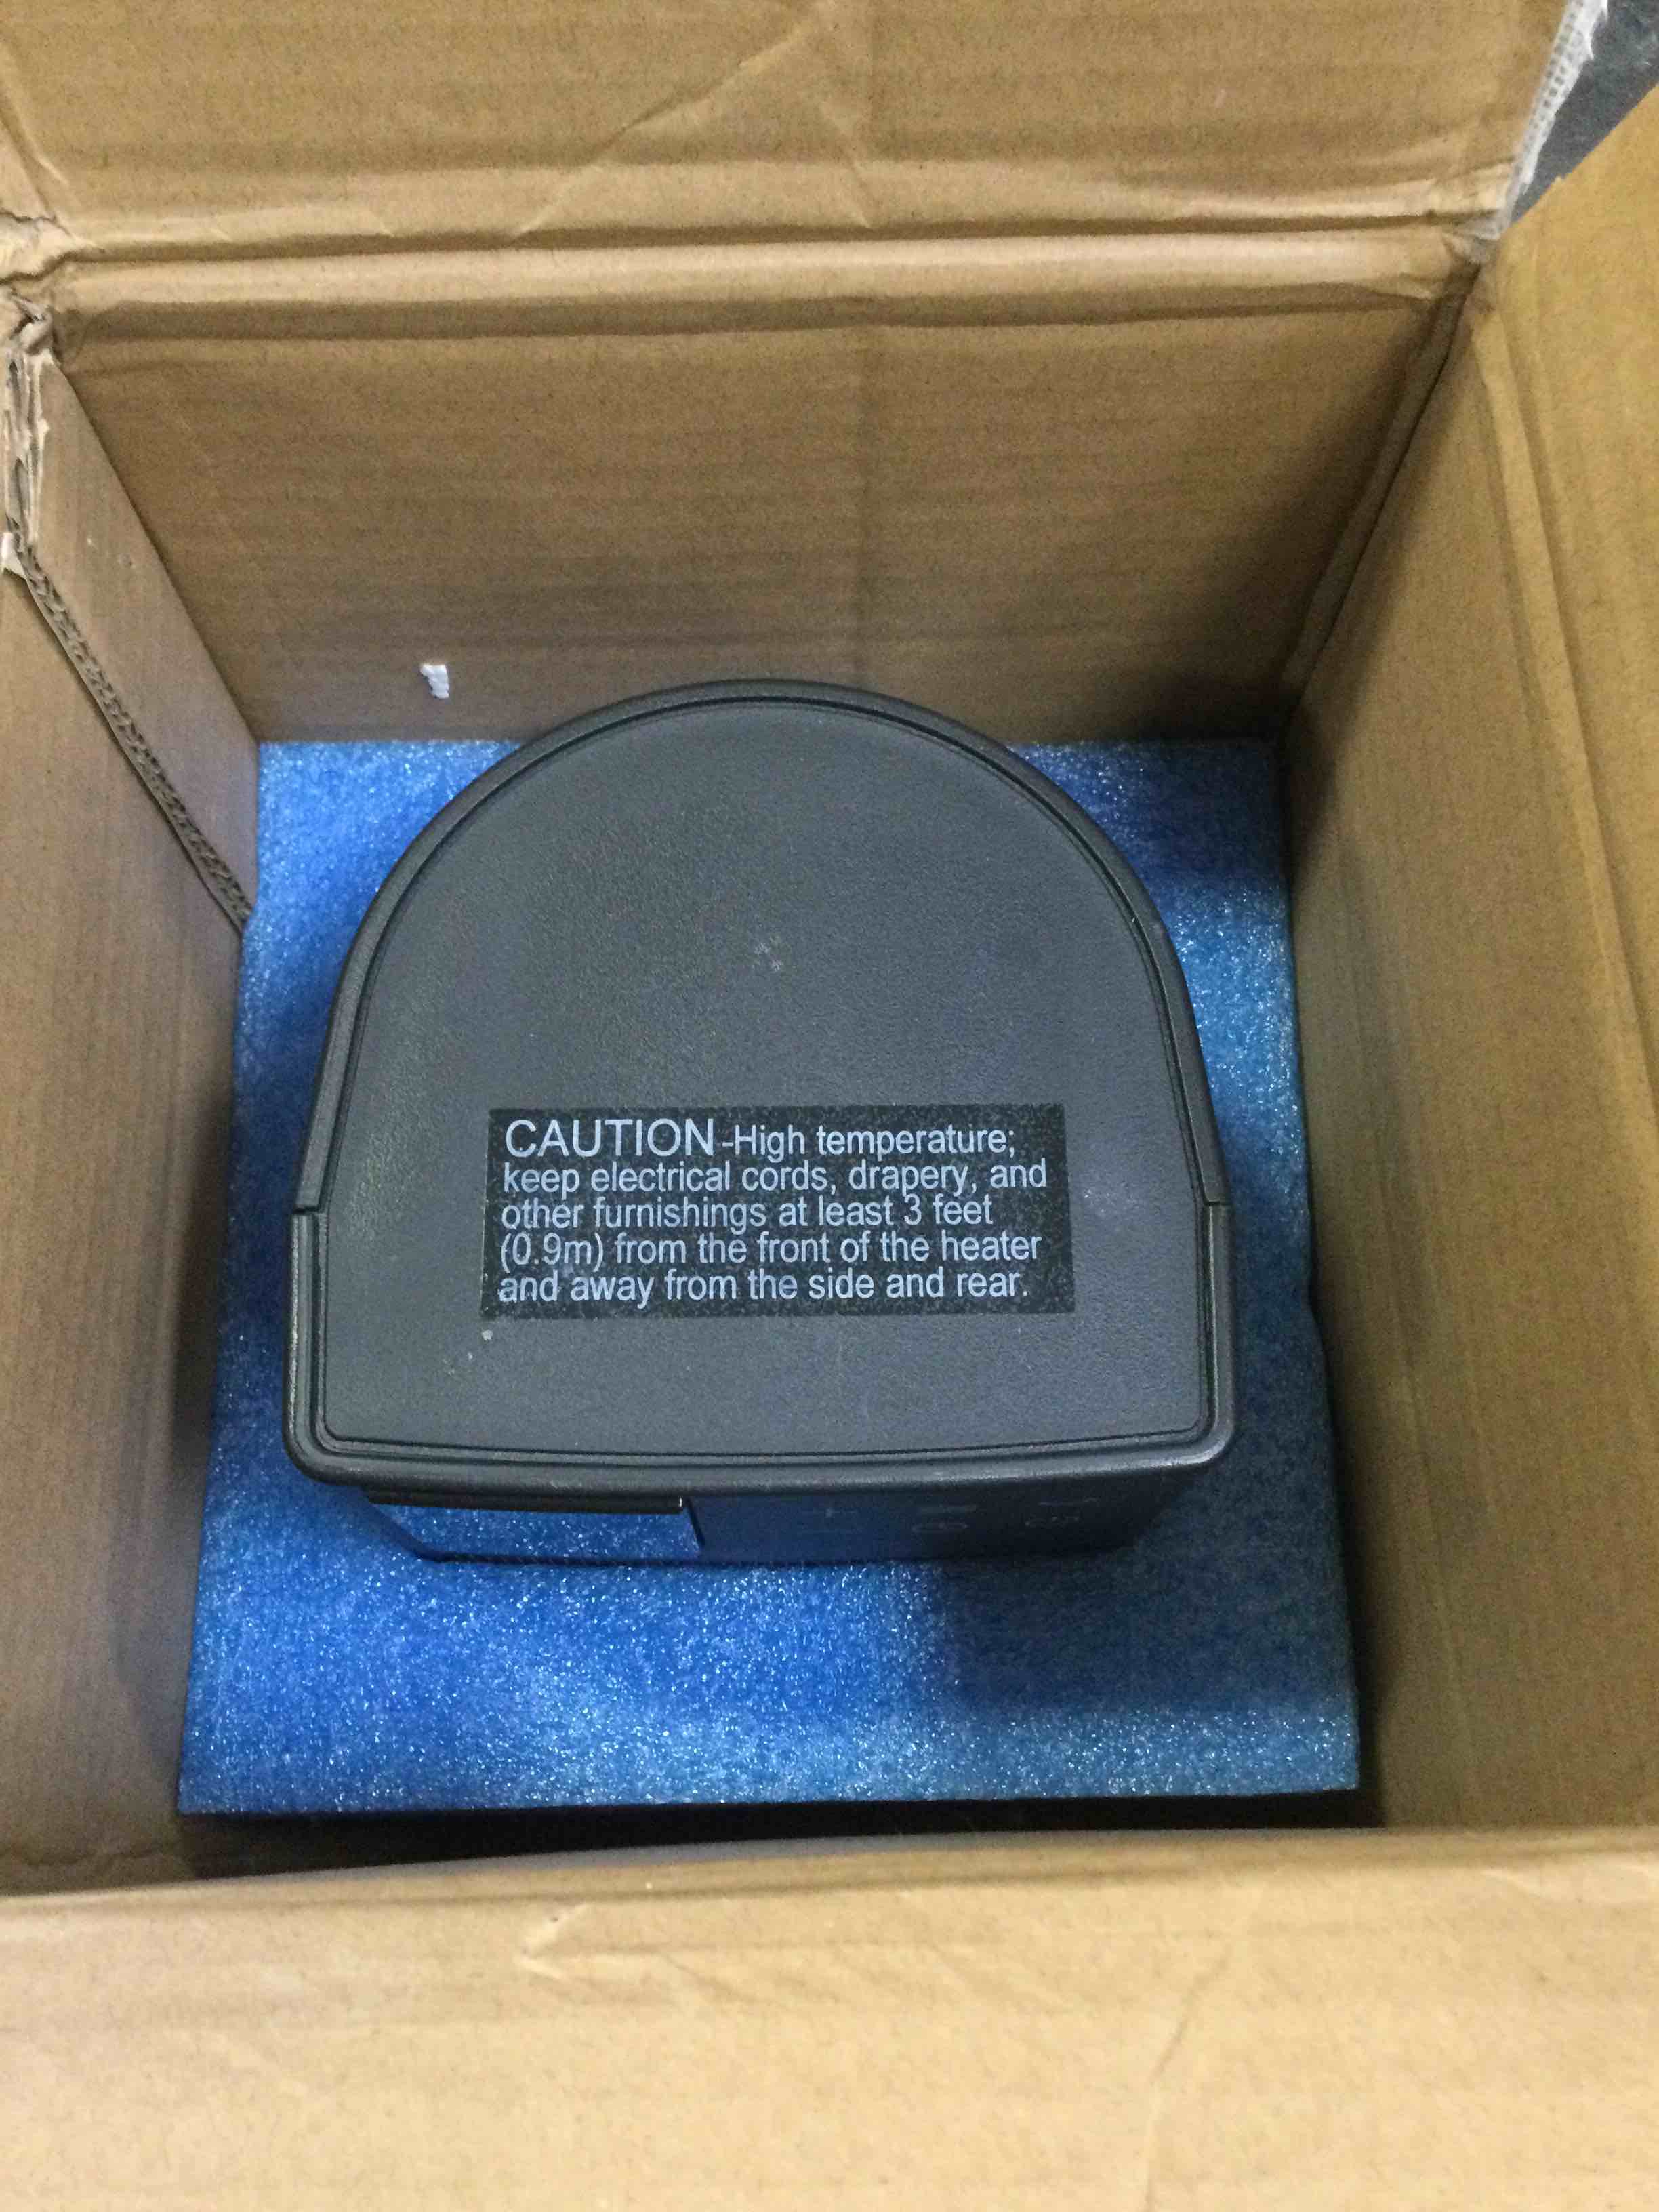 CAUTION -High temperature;
keep electrical cords, drapery, and
other furnishings at least 3 feet
(0.9m) from the front of the heater
and away from the side and rear.